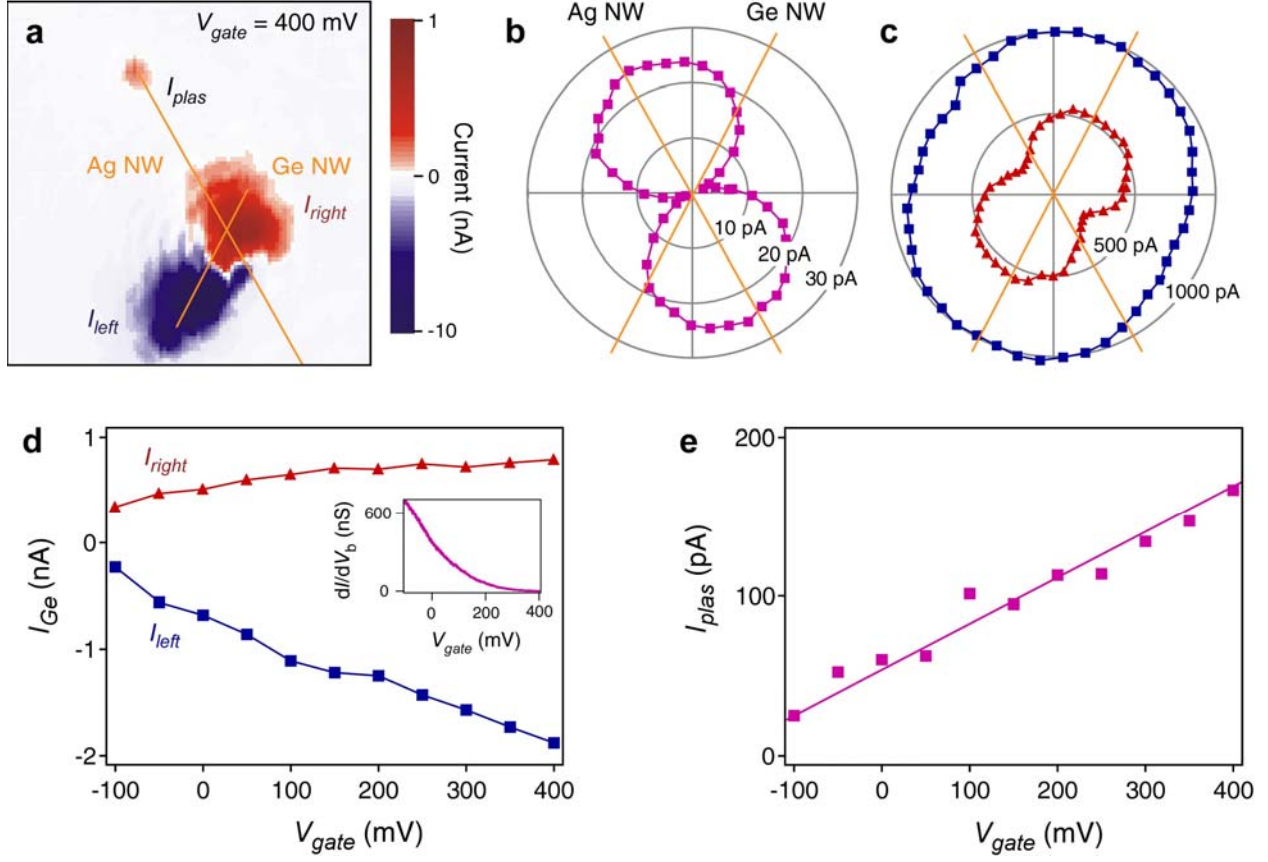 a
V_gate = 400 mV
I_plas
Ag NW
Ge NW
I_right
I_left
1
0
-10
Current (nA)
b
Ag NW
Ge NW
10 pA
20 pA
30 pA
c
500 pA
1000 pA
d
1
0
-1
-2
I_Ge (nA)
I_right
I_left
600
0
dI/dV_b (nS)
0
200
400
V_gate (mV)
-100
0
100
200
300
400
V_gate (mV)
e
200
100
0
I_plas (pA)
-100
0
100
200
300
400
V_gate (mV)